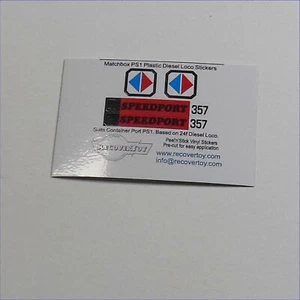 Matchbox PS1 Plastic Diesel Loco Stickers
SPEEDPORT 357
SPEEDPORT 357
Suits Container Port PS1. Based on 24f Diesel Loco.
Peel'n'Stick Vinyl Stickers
Pre-cut for easy application
RECOVERTOY
www.recovertoy.com
info@recovertoy.com